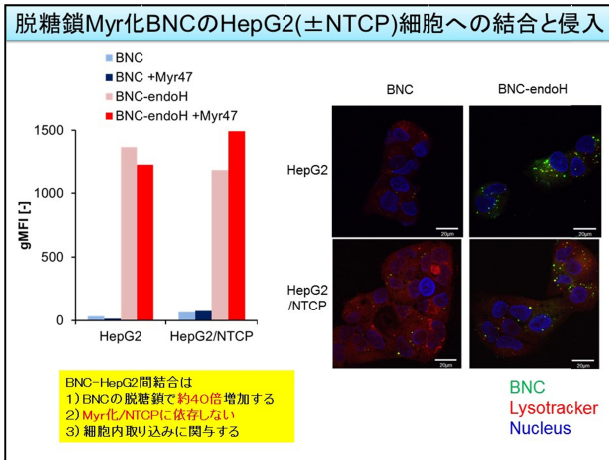 脱糖鎖Myr化BNCのHepG2(±NTCP)細胞への結合と侵入
BNC
BNC +Myr47
BNC-endoH
BNC-endoH +Myr47
gMFI [-]
1500
1000
500
0
HepG2
HepG2/NTCP
BNC
BNC-endoH
HepG2
20μm
20μm
HepG2
/NTCP
20μm
20μm
BNC-HepG2間結合は
1) BNCの脱糖鎖で約40倍増加する
2) Myr化/NTCPに依存しない
3) 細胞内取り込みに関与する
BNC
Lysotracker
Nucleus